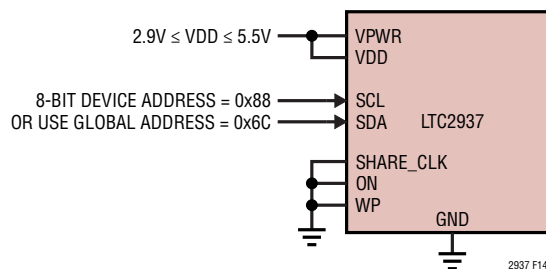 2.9V ≤ VDD ≤ 5.5V
VPWR
VDD
8-BIT DEVICE ADDRESS = 0x88
SCL
OR USE GLOBAL ADDRESS = 0x6C
SDA
LTC2937
SHARE_CLK
ON
WP
GND
2937 F14